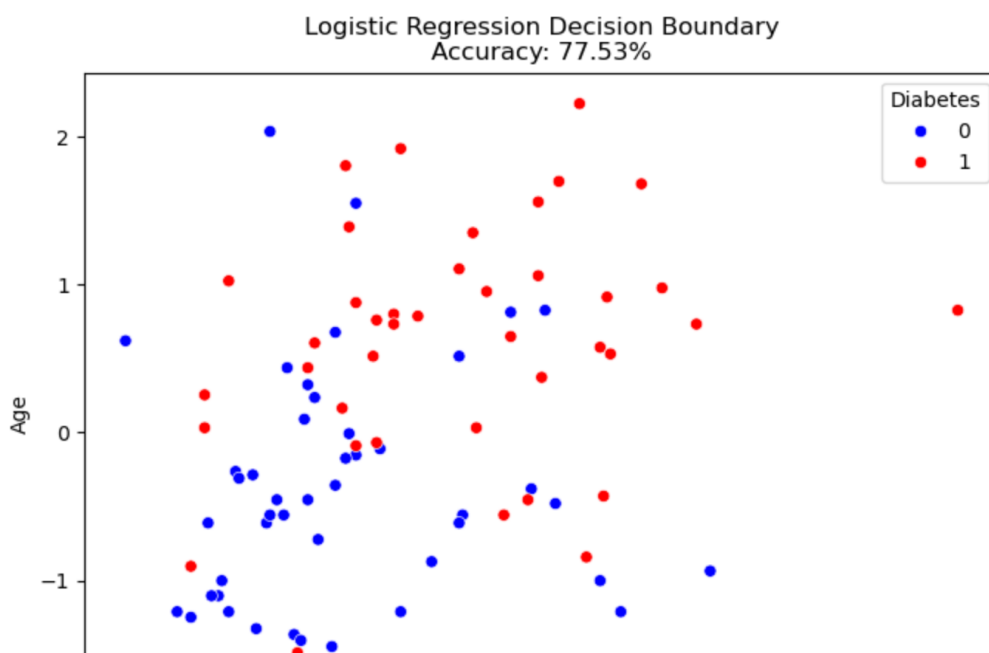 Logistic Regression Decision Boundary
Accuracy: 77.53%
Diabetes
0
1
2
1
0
−1
Age